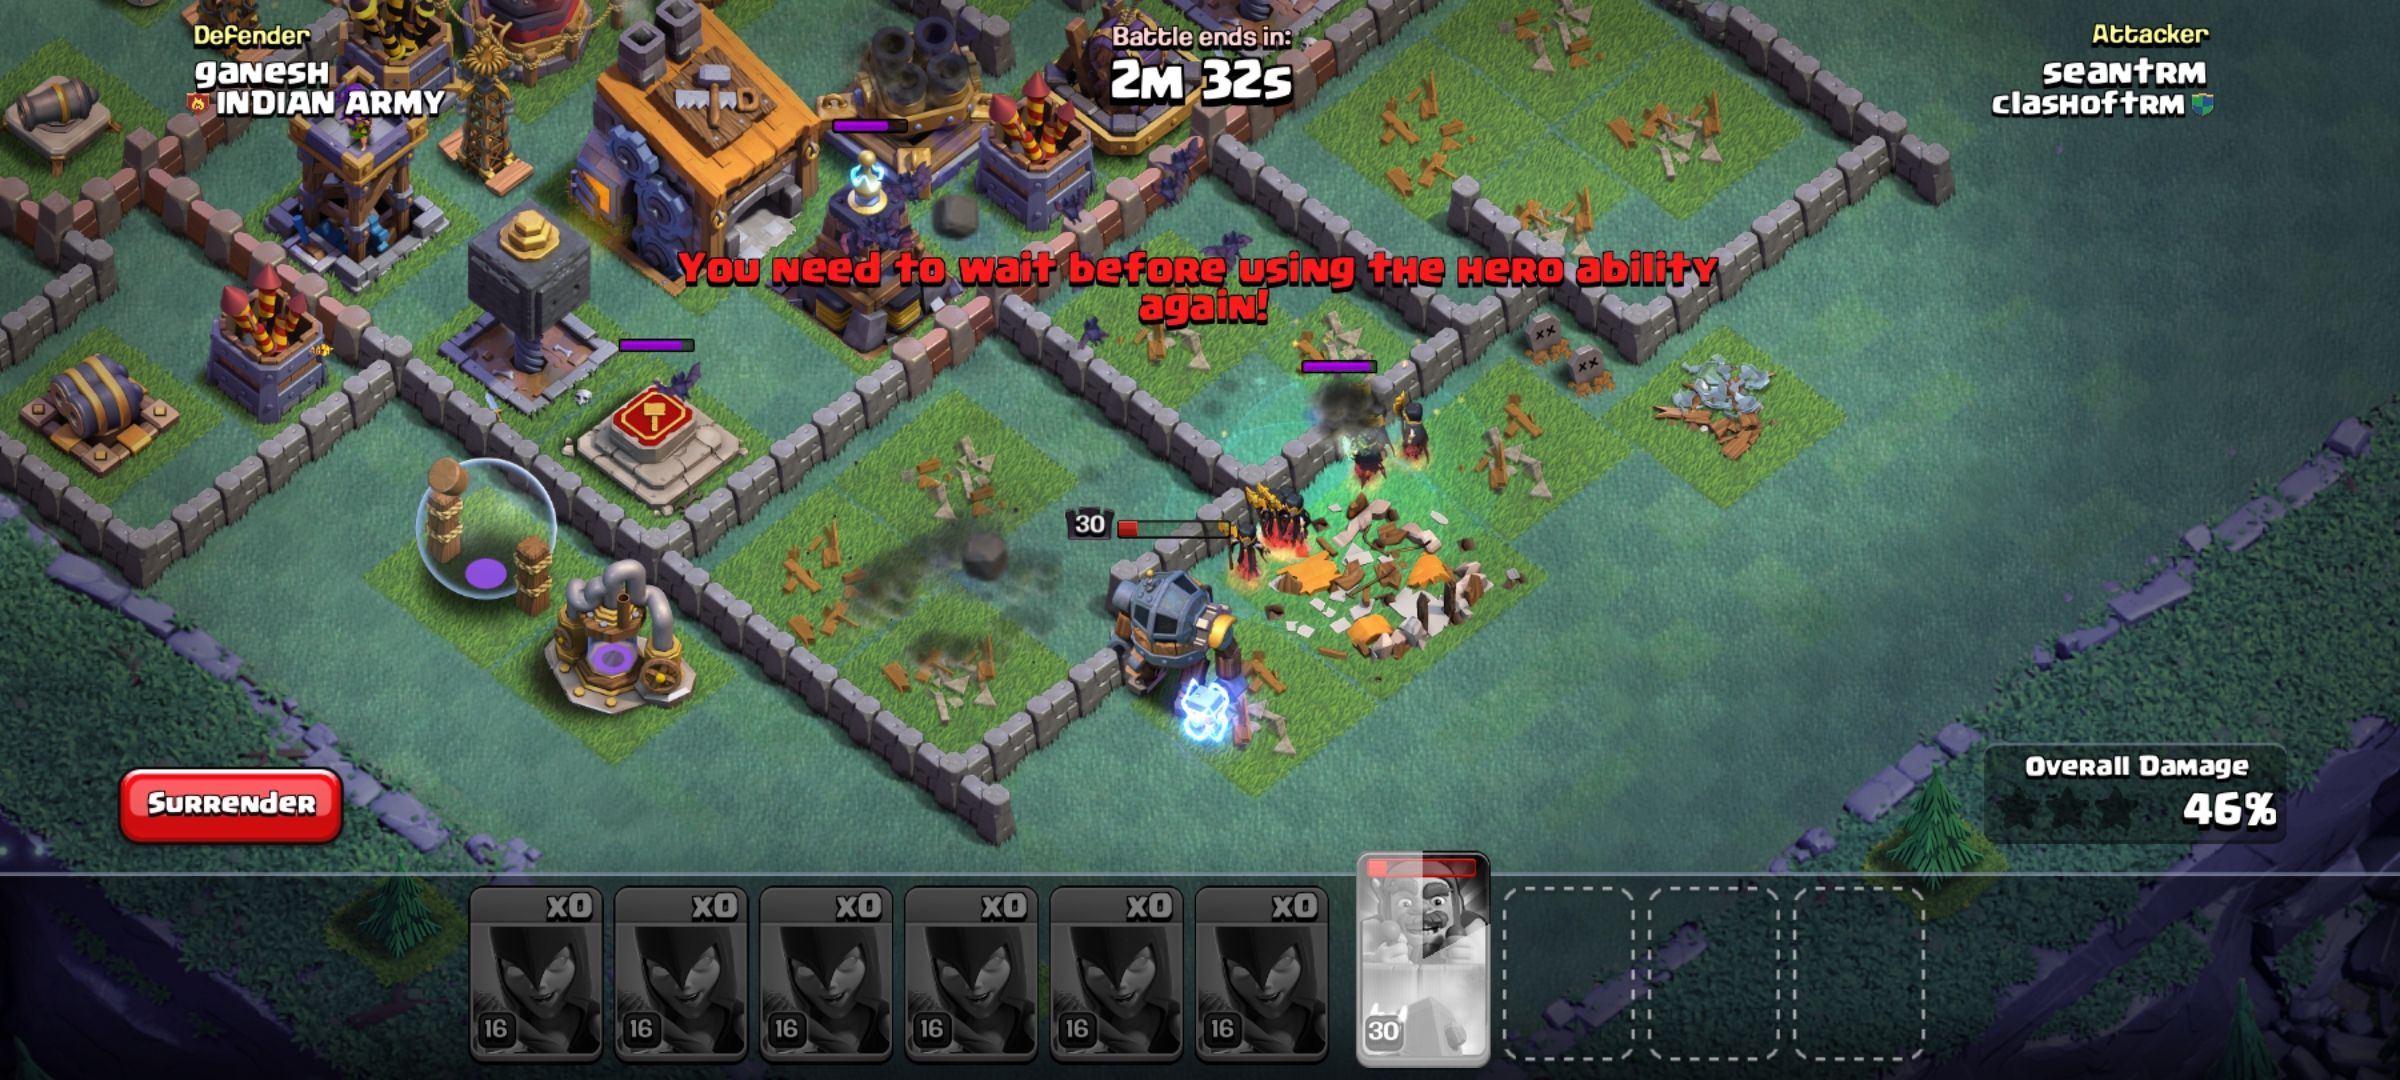 Defender
ganesh
INDIAN ARMY
Battle ends in:
2M 32s
Attacker
seantRM
clashoftRM
You need to wait before using the Hero ability
again!
30
Surrender
Overall Damage
46%
x0 x0 x0 x0 x0 x0
16 16 16 16 16 16 30